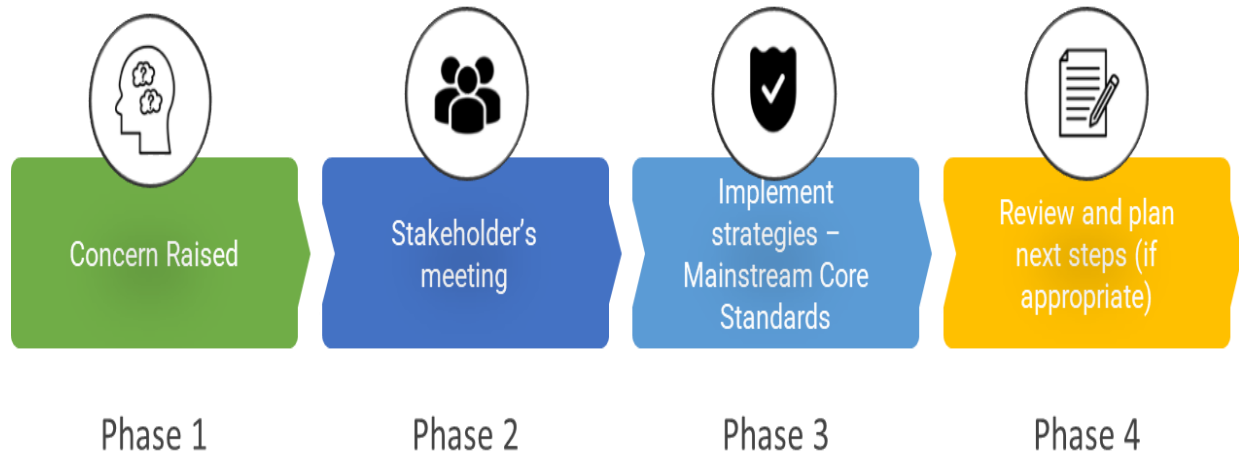 Concern Raised
Stakeholder’s
meeting
Implement
strategies –
Mainstream Core
Standards
Review and plan
next steps (if
appropriate)
Phase 1
Phase 2
Phase 3
Phase 4